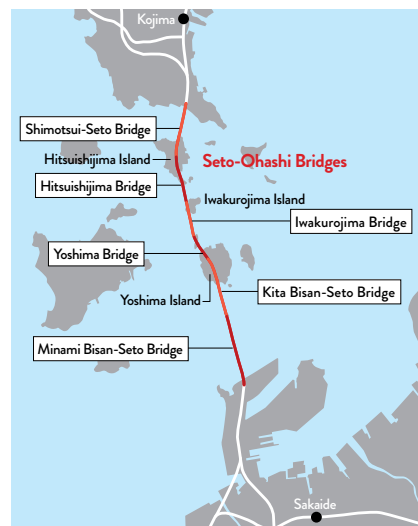 Kojima
Shimotsui-Seto Bridge
Hitsuishijima Island
Seto-Ohashi Bridges
Hitsuishijima Bridge
Iwakurojima Island
Iwakurojima Bridge
Yoshima Bridge
Yoshima Island
Kita Bisan-Seto Bridge
Minami Bisan-Seto Bridge
Sakaide